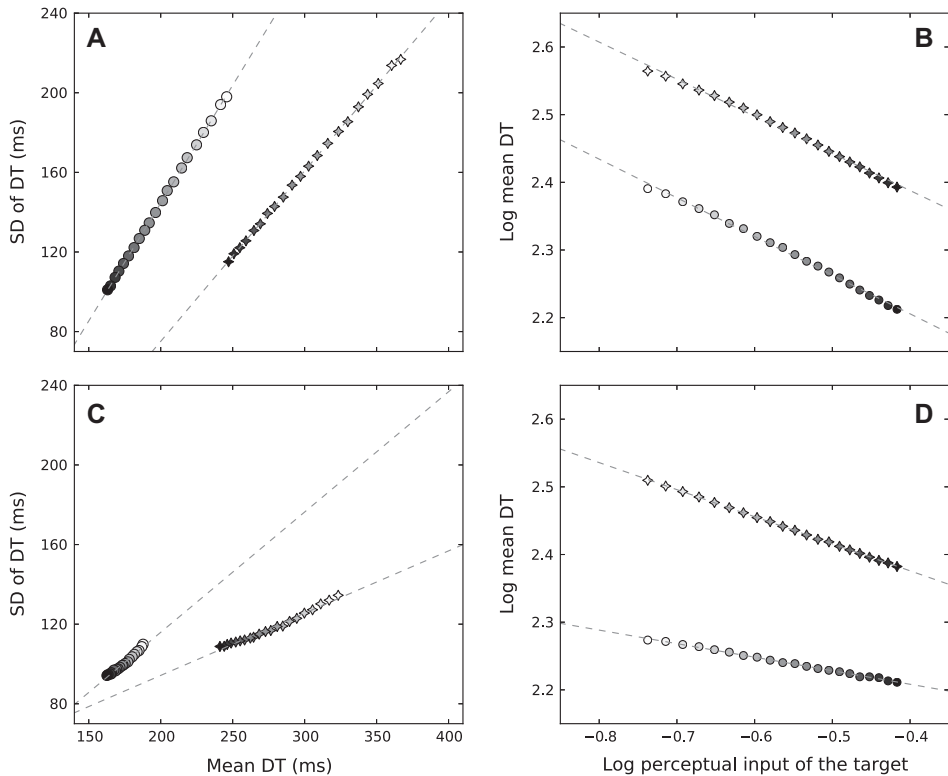 A
SD of DT (ms)
240
200
160
120
80
B
Log mean DT
2.6
2.5
2.4
2.3
2.2
C
SD of DT (ms)
240
200
160
120
80
150 200 250 300 350 400
Mean DT (ms)
D
Log mean DT
2.6
2.5
2.4
2.3
2.2
−0.8 −0.7 −0.6 −0.5 −0.4
Log perceptual input of the target